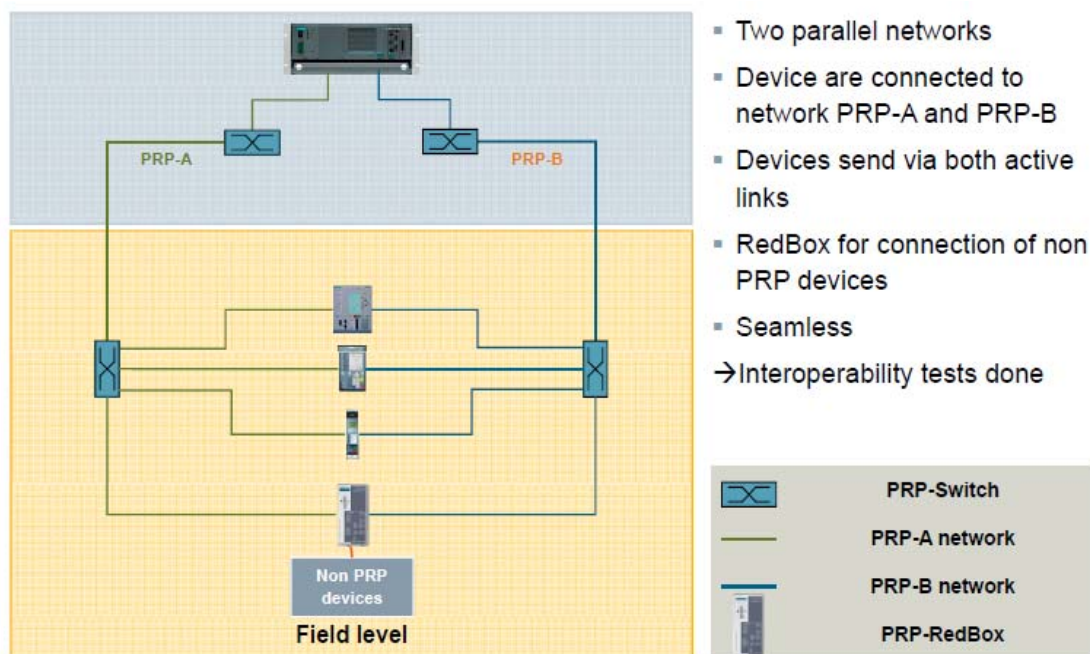 PRP-A
PRP-B
Non PRP
devices
Field level
▪ Two parallel networks
▪ Device are connected to
network PRP-A and PRP-B
▪ Devices send via both active
links
▪ RedBox for connection of non
PRP devices
▪ Seamless
→Interoperability tests done
PRP-Switch
PRP-A network
PRP-B network
PRP-RedBox